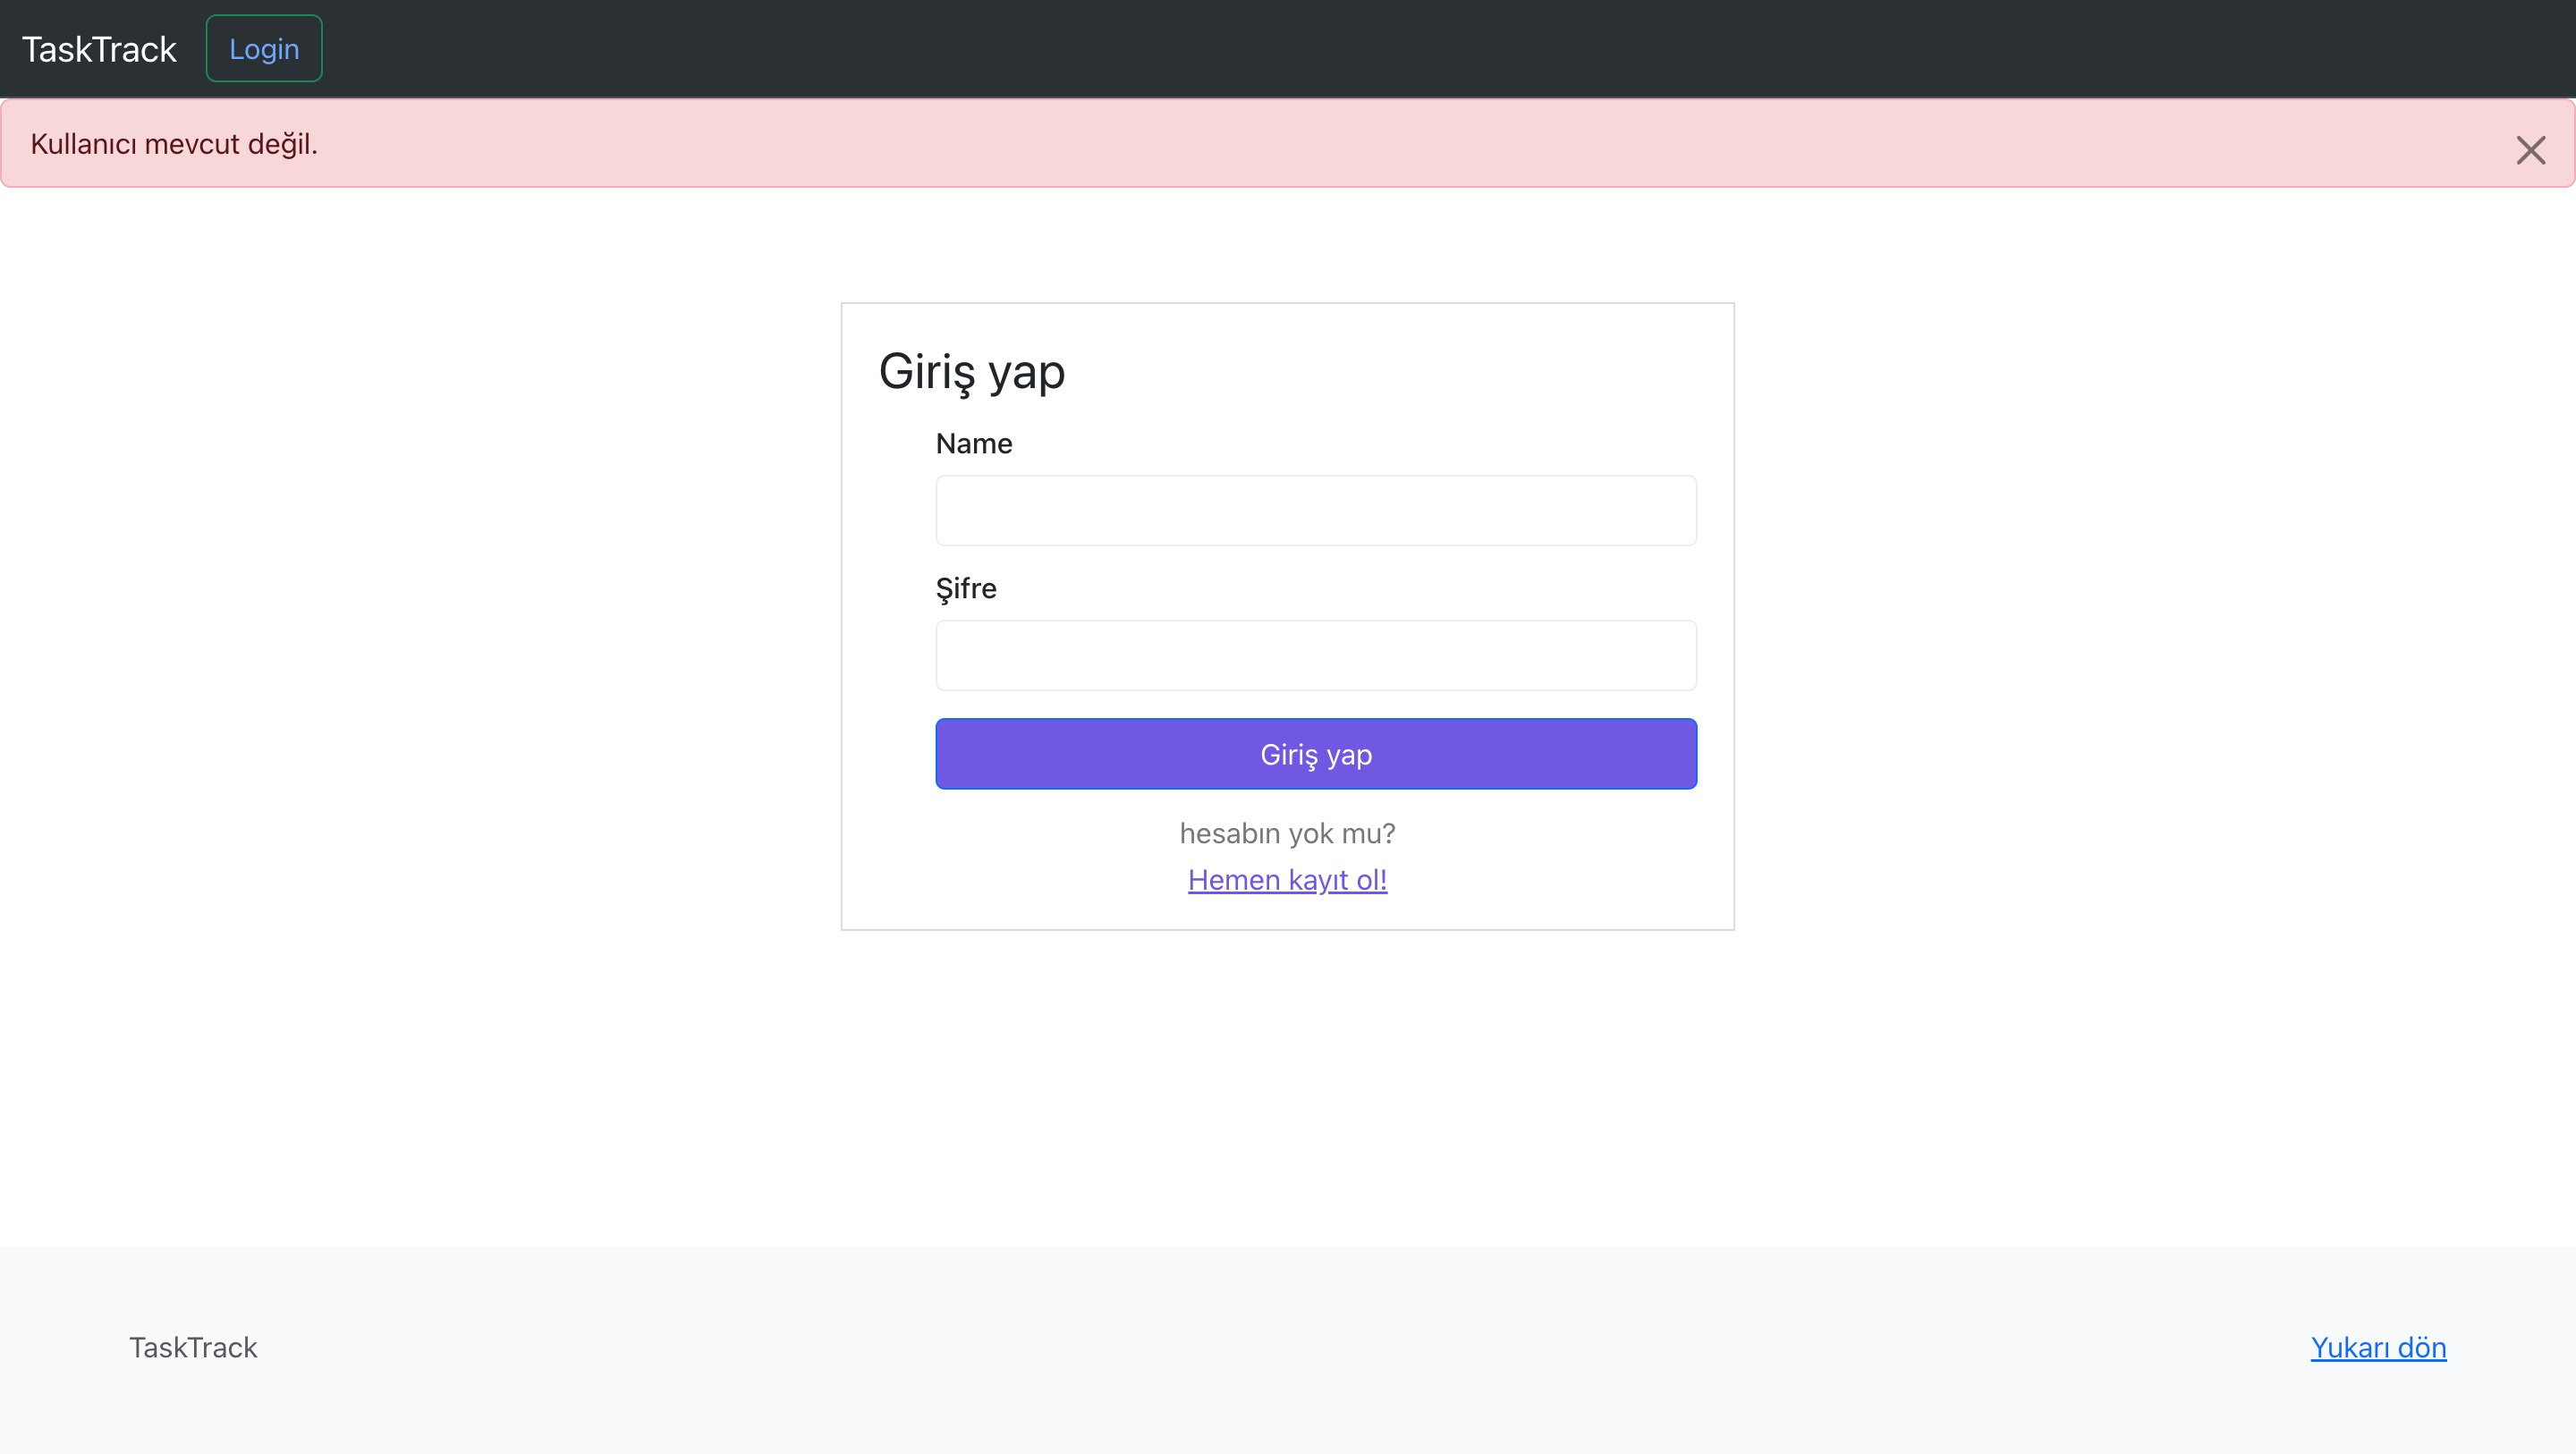 TaskTrack Login
Kullanıcı mevcut değil.
Giriş yap
Name
Şifre
Giriş yap
hesabın yok mu?
Hemen kayıt ol!
TaskTrack Yukarı dön